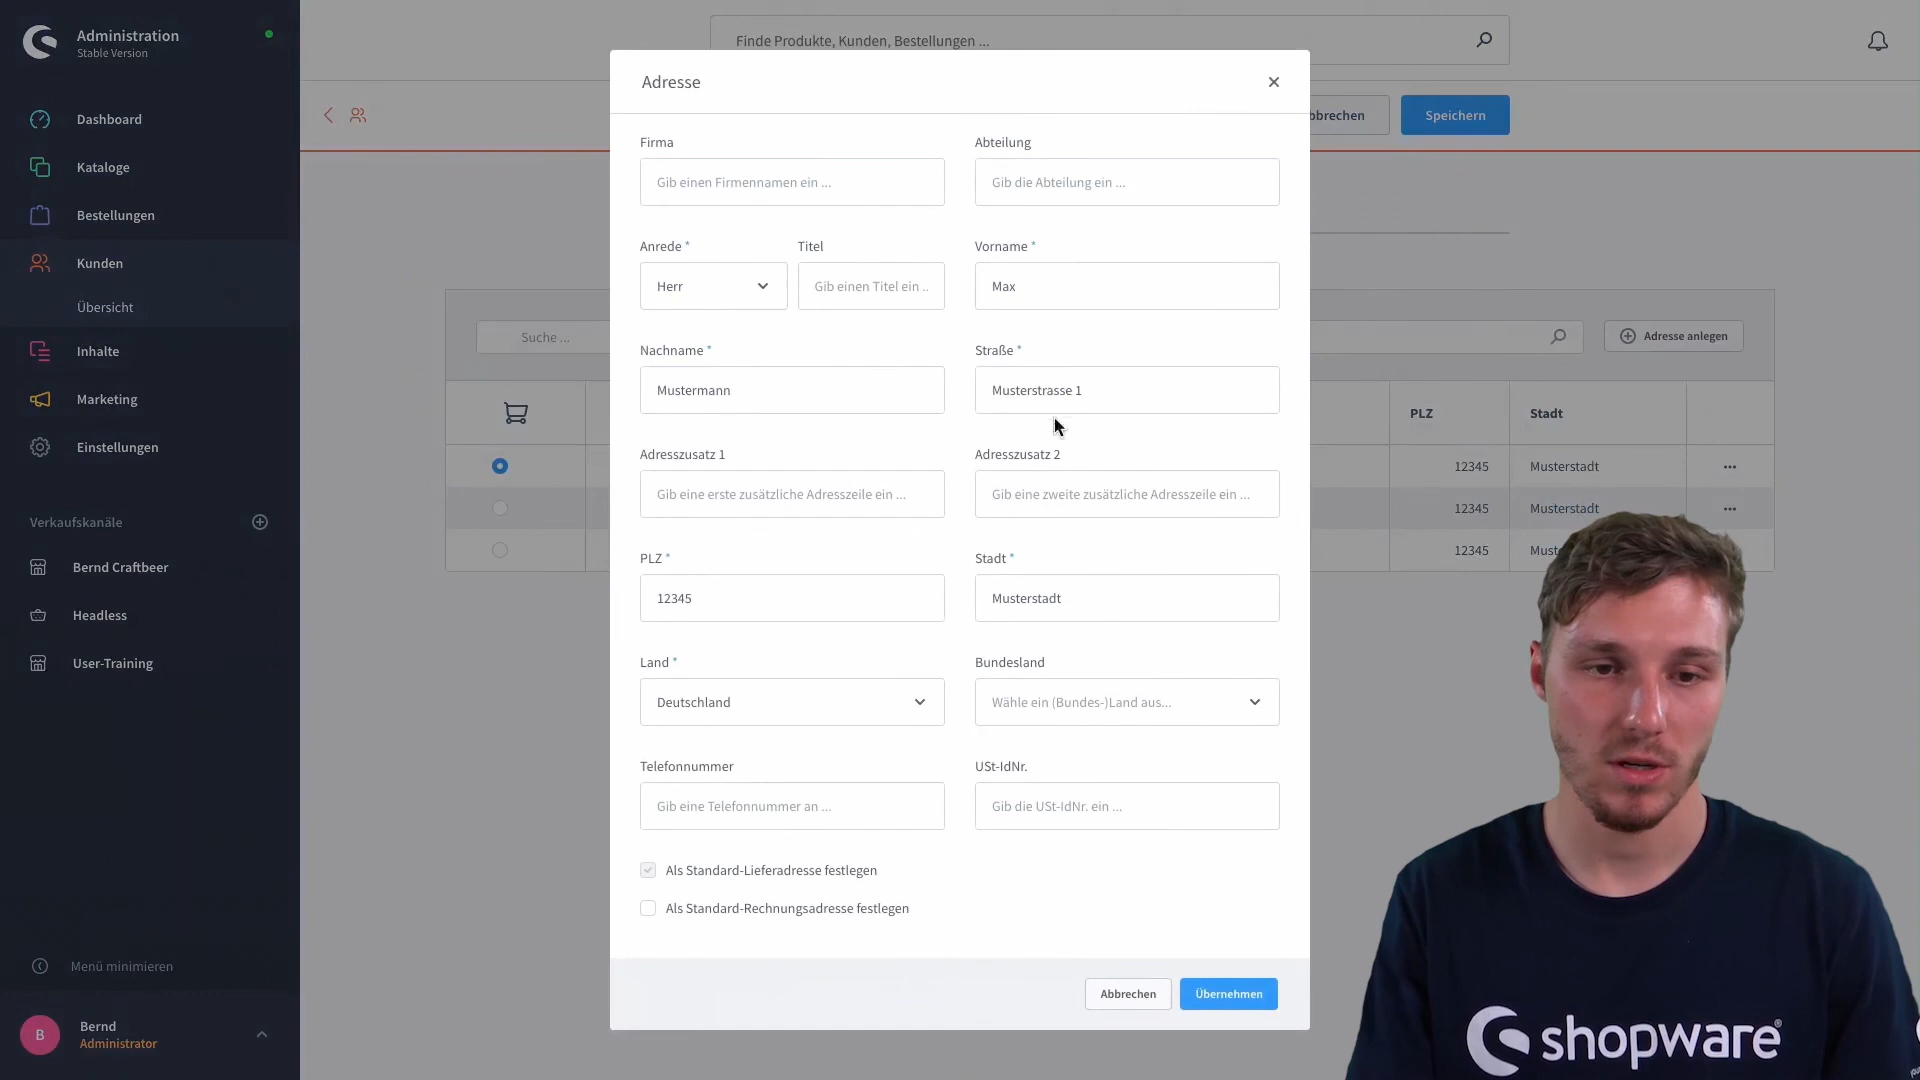 Administration
Stable Version
Dashboard
Kataloge
Bestellungen
Kunden
Übersicht
Inhalte
Marketing
Einstellungen
Verkaufskanäle
Bernd Craftbeer
Headless
User-Training
Menü minimieren
B
Bernd
Administrator
Finde Produkte, Kunden, Bestellungen ...
bbrechen
Speichern
Suche ...
Adresse anlegen
PLZ
Stadt
12345
Musterstadt
12345
Musterstadt
12345
Must
Adresse
Firma
Abteilung
Gib einen Firmennamen ein ...
Gib die Abteilung ein ...
Anrede *
Titel
Vorname *
Herr
Gib einen Titel ein ..
Max
Nachname *
Straße *
Mustermann
Musterstrasse 1
Adresszusatz 1
Adresszusatz 2
Gib eine erste zusätzliche Adresszeile ein ...
Gib eine zweite zusätzliche Adresszeile ein ...
PLZ *
Stadt *
12345
Musterstadt
Land *
Bundesland
Deutschland
Wähle ein (Bundes-)Land aus...
Telefonnummer
USt-IdNr.
Gib eine Telefonnummer an ...
Gib die USt-IdNr. ein ...
Als Standard-Lieferadresse festlegen
Als Standard-Rechnungsadresse festlegen
Abbrechen
Übernehmen
shopware®